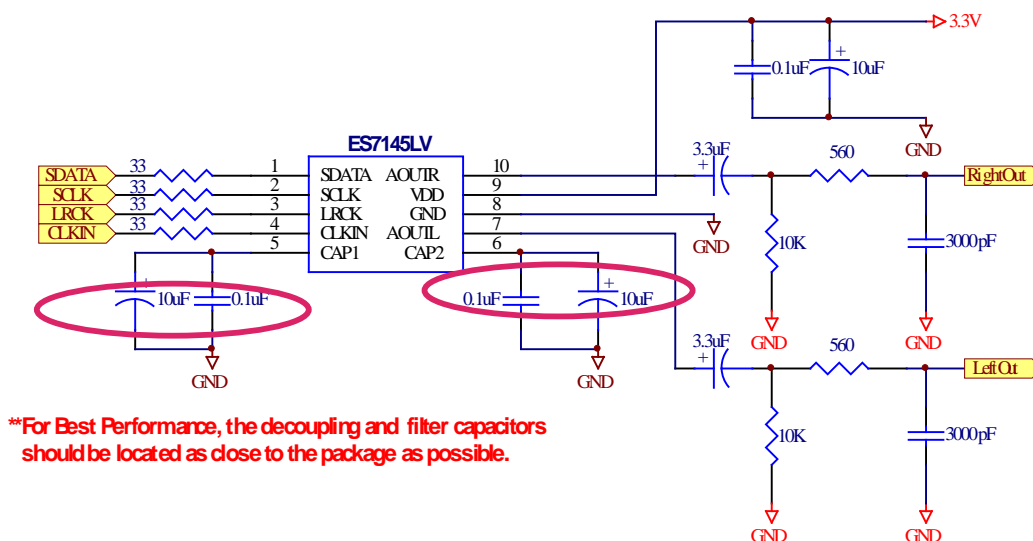 3.3V
0.1uF
+
10uF
GND
ES7145LV
SDATA 33 1 SDATA AOUTR 10
SCLK 33 2 SCLK VDD 9
LRCK 33 3 LRCK GND 8
CLKIN 33 4 CLKIN AOUTL 7
5 CAP1 CAP2 6
3.3uF
+
560
RightOut
10K
3000pF
GND
GND
GND
+
10uF
0.1uF
GND
0.1uF
+
10uF
GND
3.3uF
+
560
LeftOut
10K
3000pF
GND
GND
**For Best Performance, the decoupling and filter capacitors
should be located as close to the package as possible.